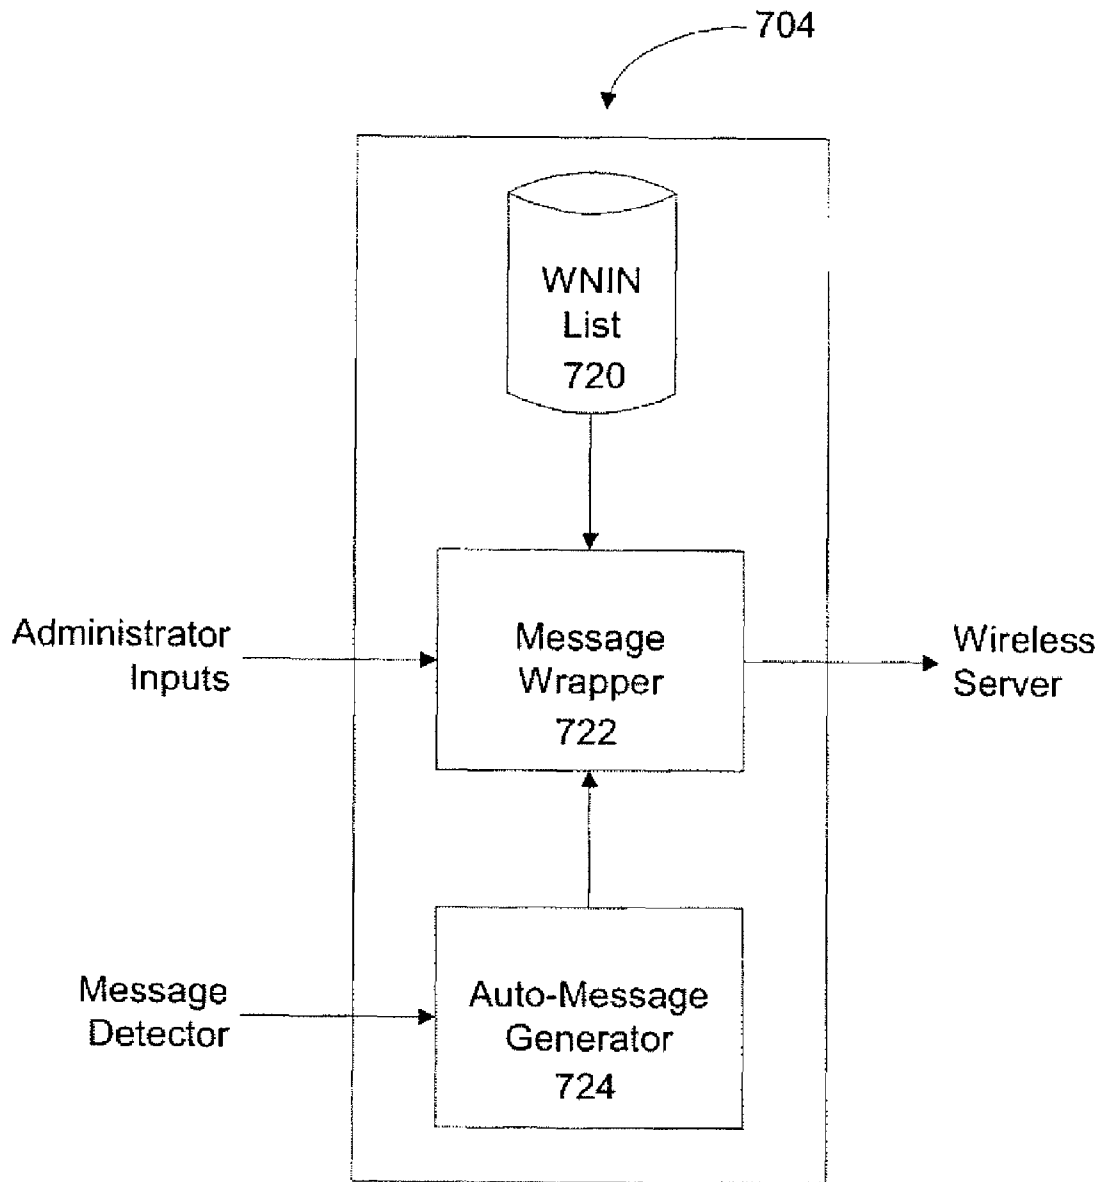 704
WNIN
List
720
Administrator
Inputs
Message
Wrapper
722
Wireless
Server
Message
Detector
Auto-Message
Generator
724